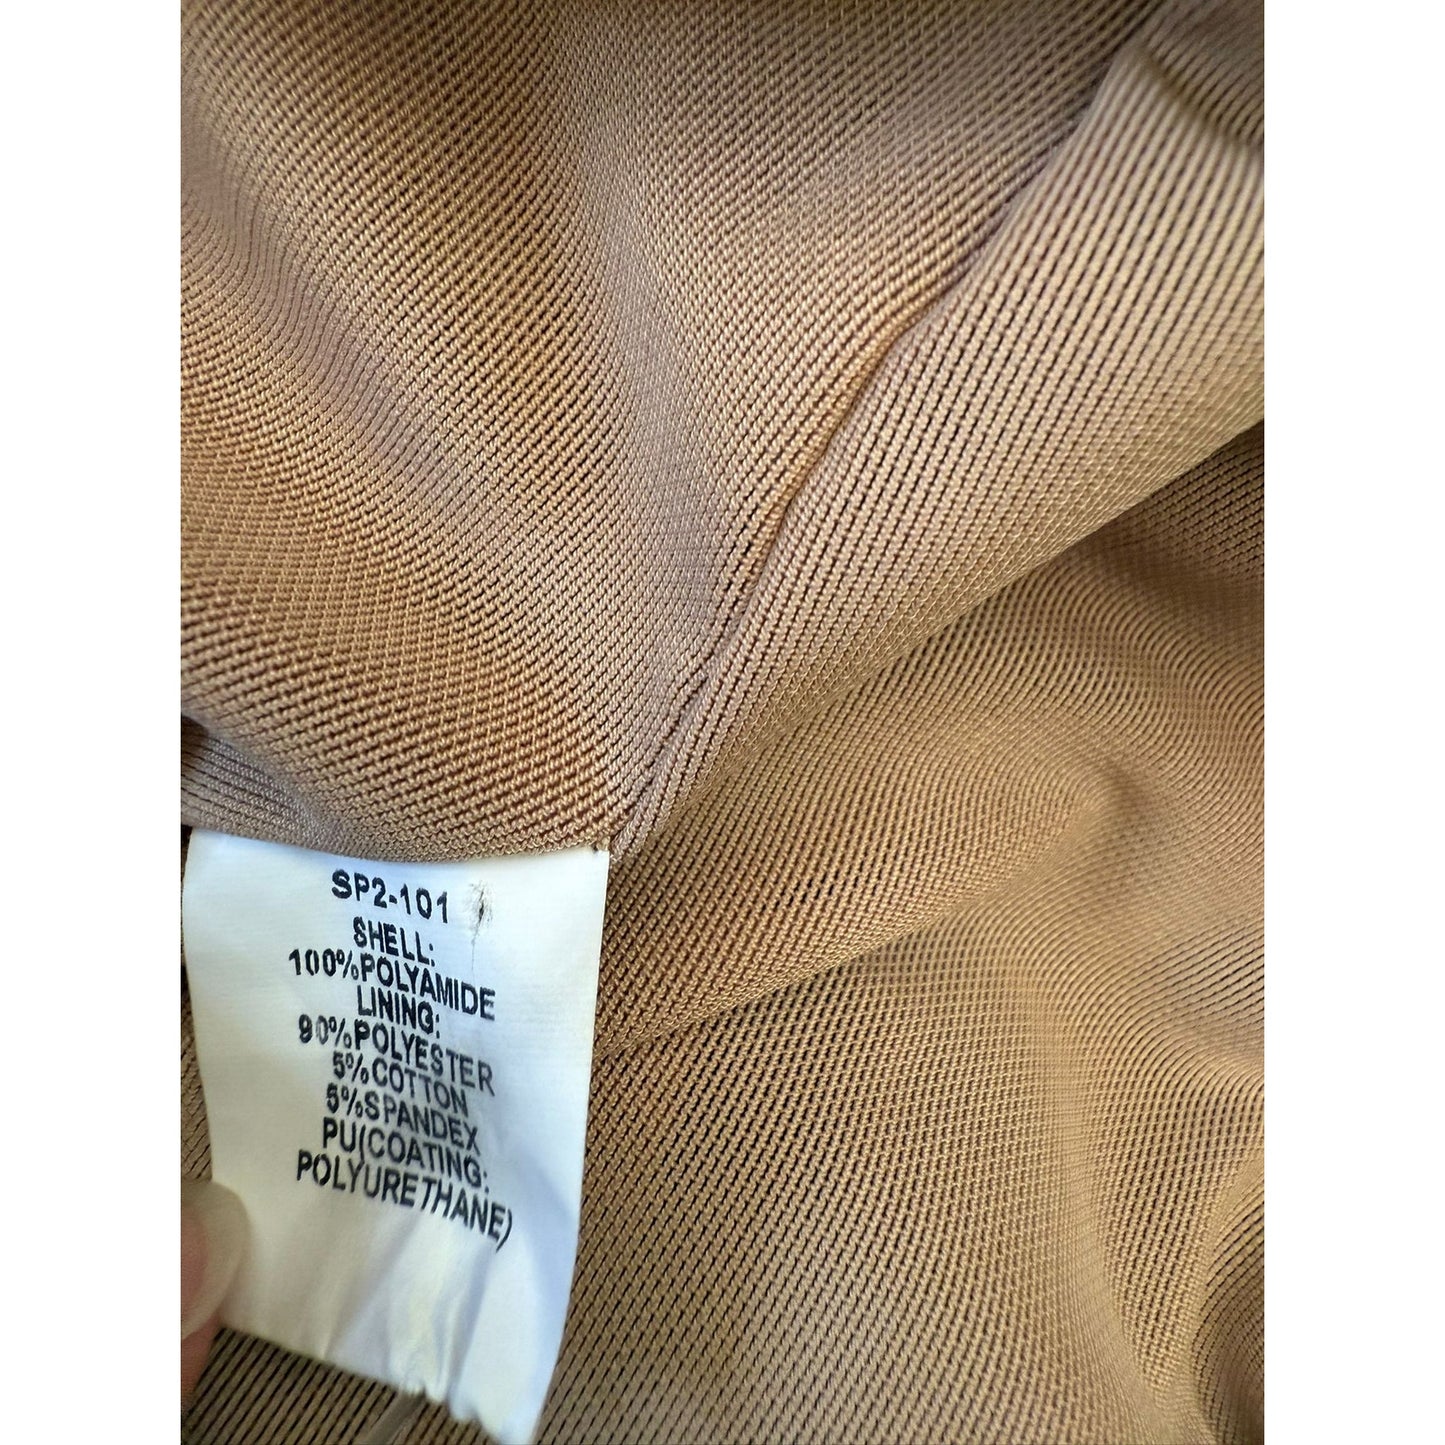 SP2-101
SHELL:
100%POLYAMIDE
LINING:
90%POLYESTER
5%COTTON
5%SPANDEX
PU(COATING:
POLYURETHANE)